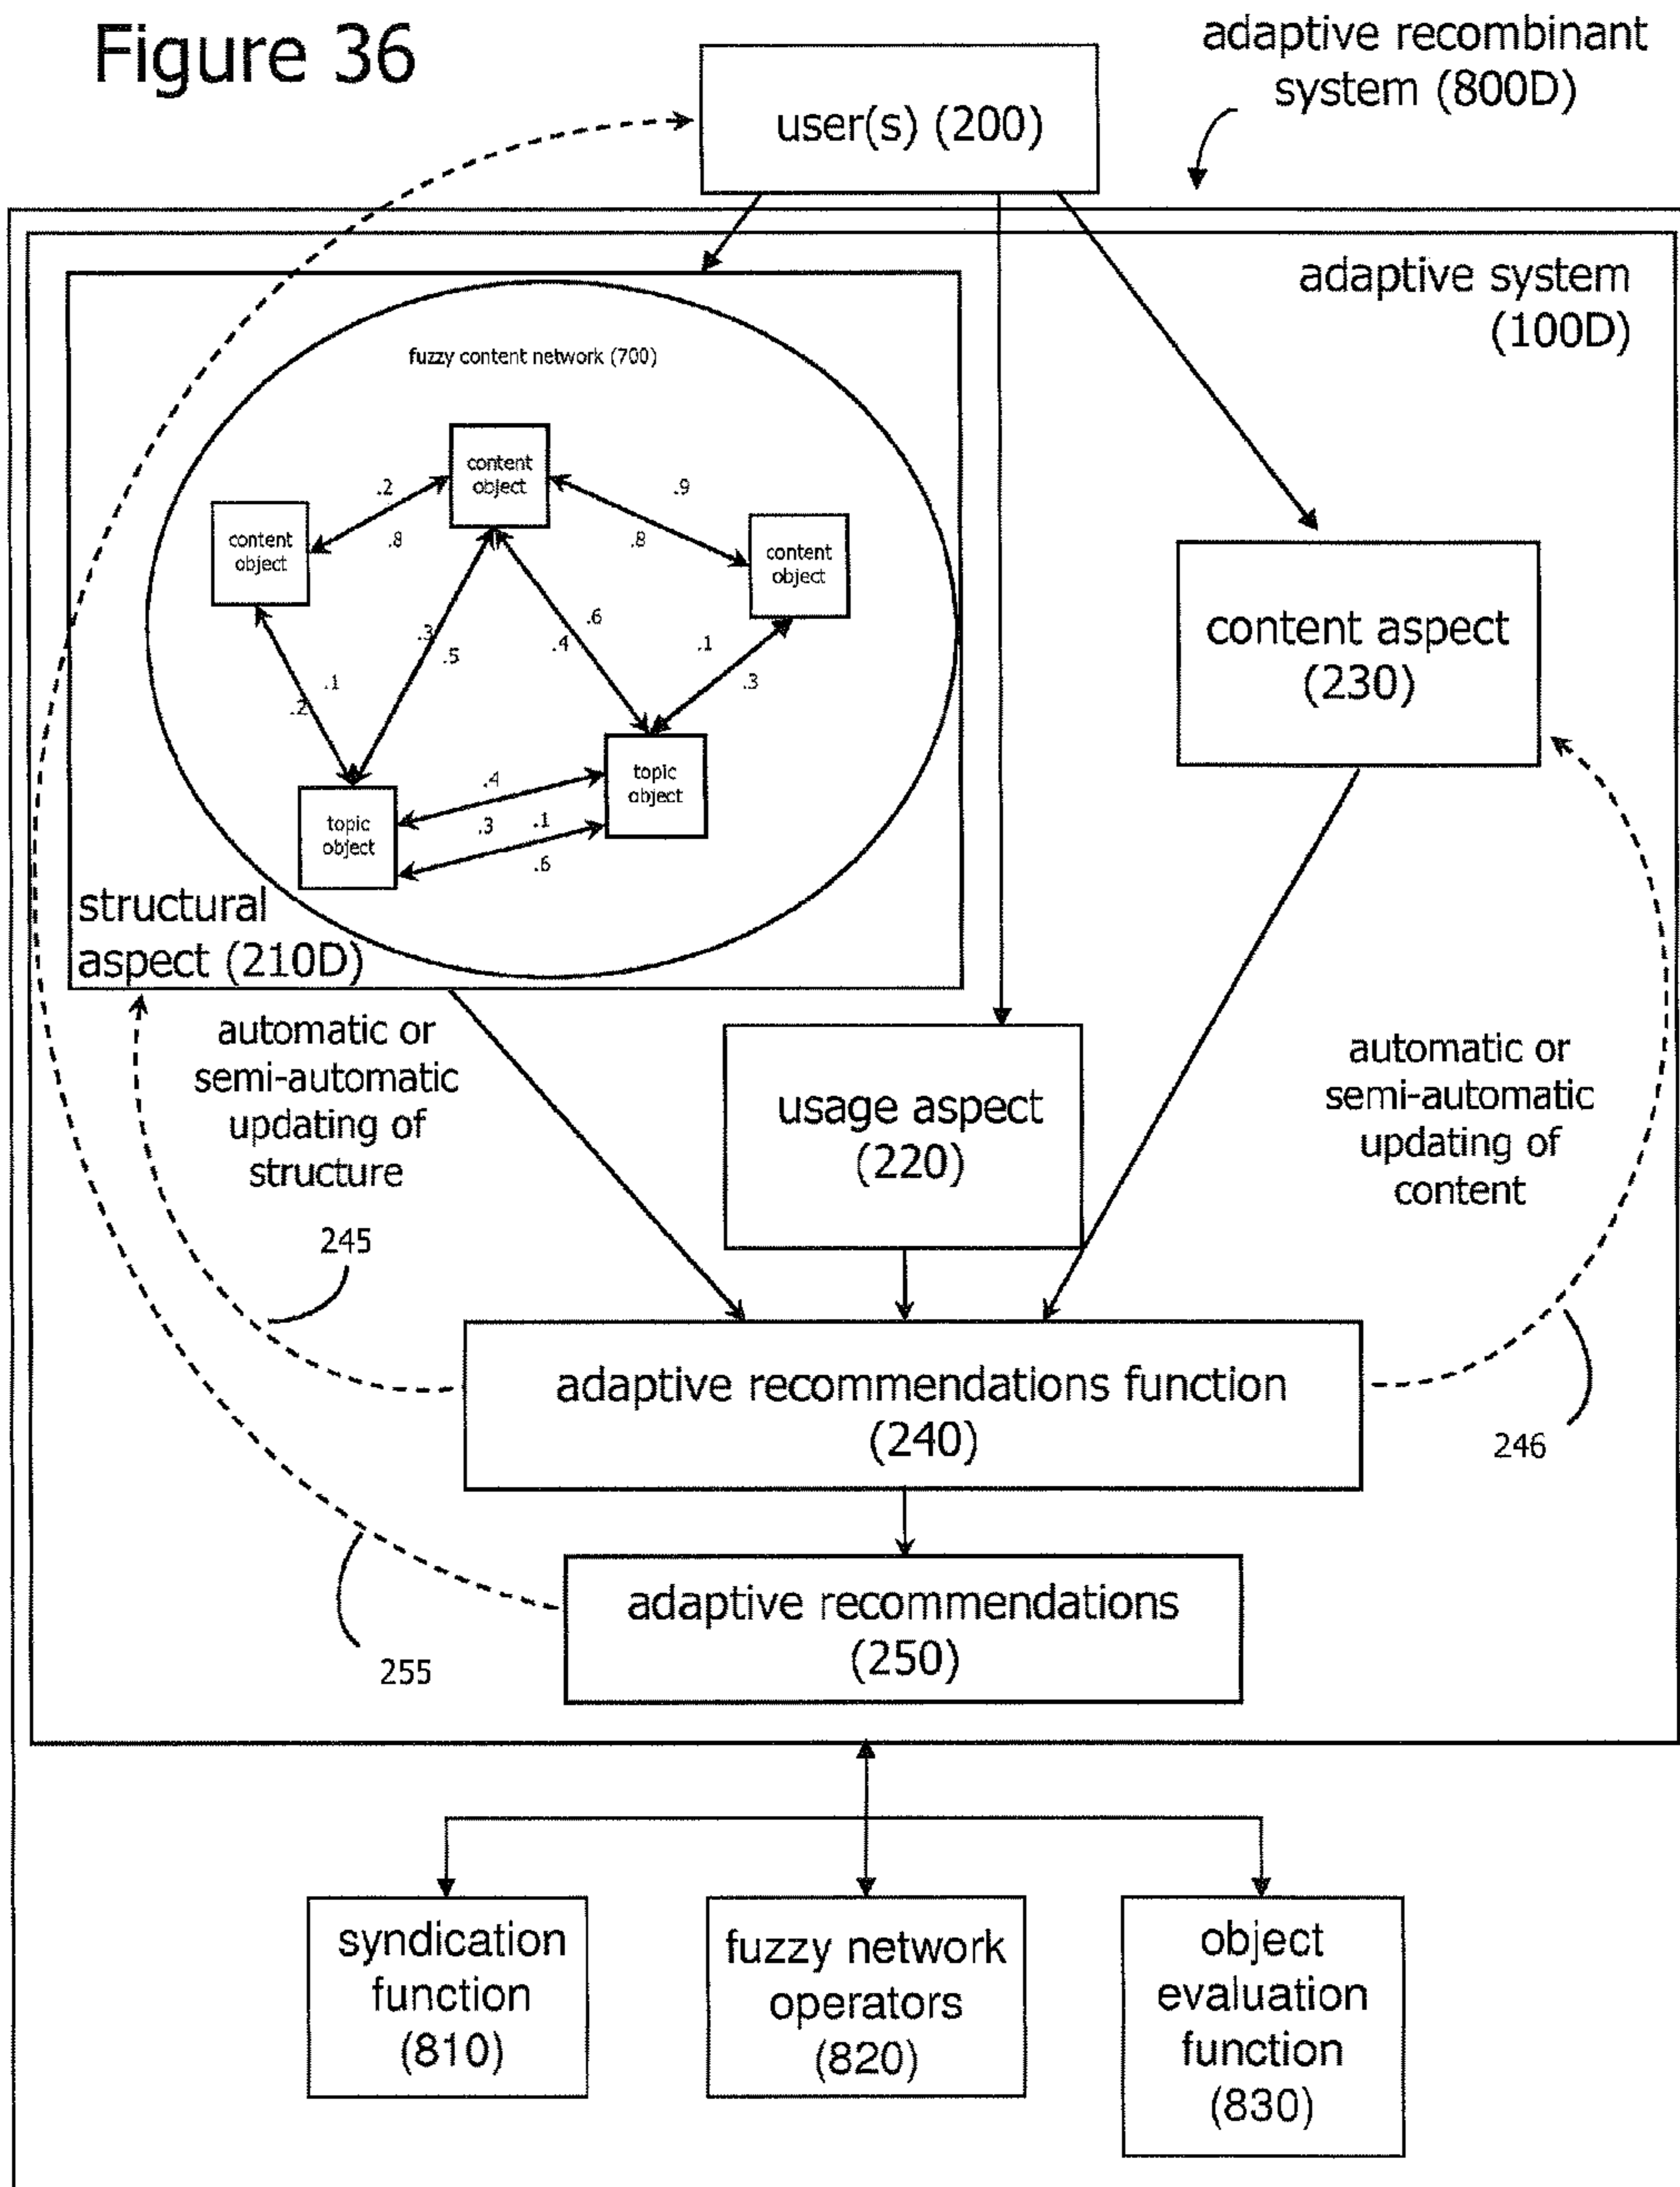 Figure 36
adaptive recombinant
system (800D)
user(s) (200)
adaptive system
(100D)
fuzzy content network (700)
content
object
.2
.9
content
object
.8
.8
content
object
.6
.3
.4
.1
.5
.3
.1
.2
content aspect
(230)
topic
object
.4
.3
.1
topic
object
.6
structural
aspect (210D)
automatic or
semi-automatic
updating of
structure
usage aspect
(220)
automatic or
semi-automatic
updating of
content
245
adaptive recommendations function
(240)
246
adaptive recommendations
(250)
255
syndication
function
(810)
fuzzy network
operators
(820)
object
evaluation
function
(830)